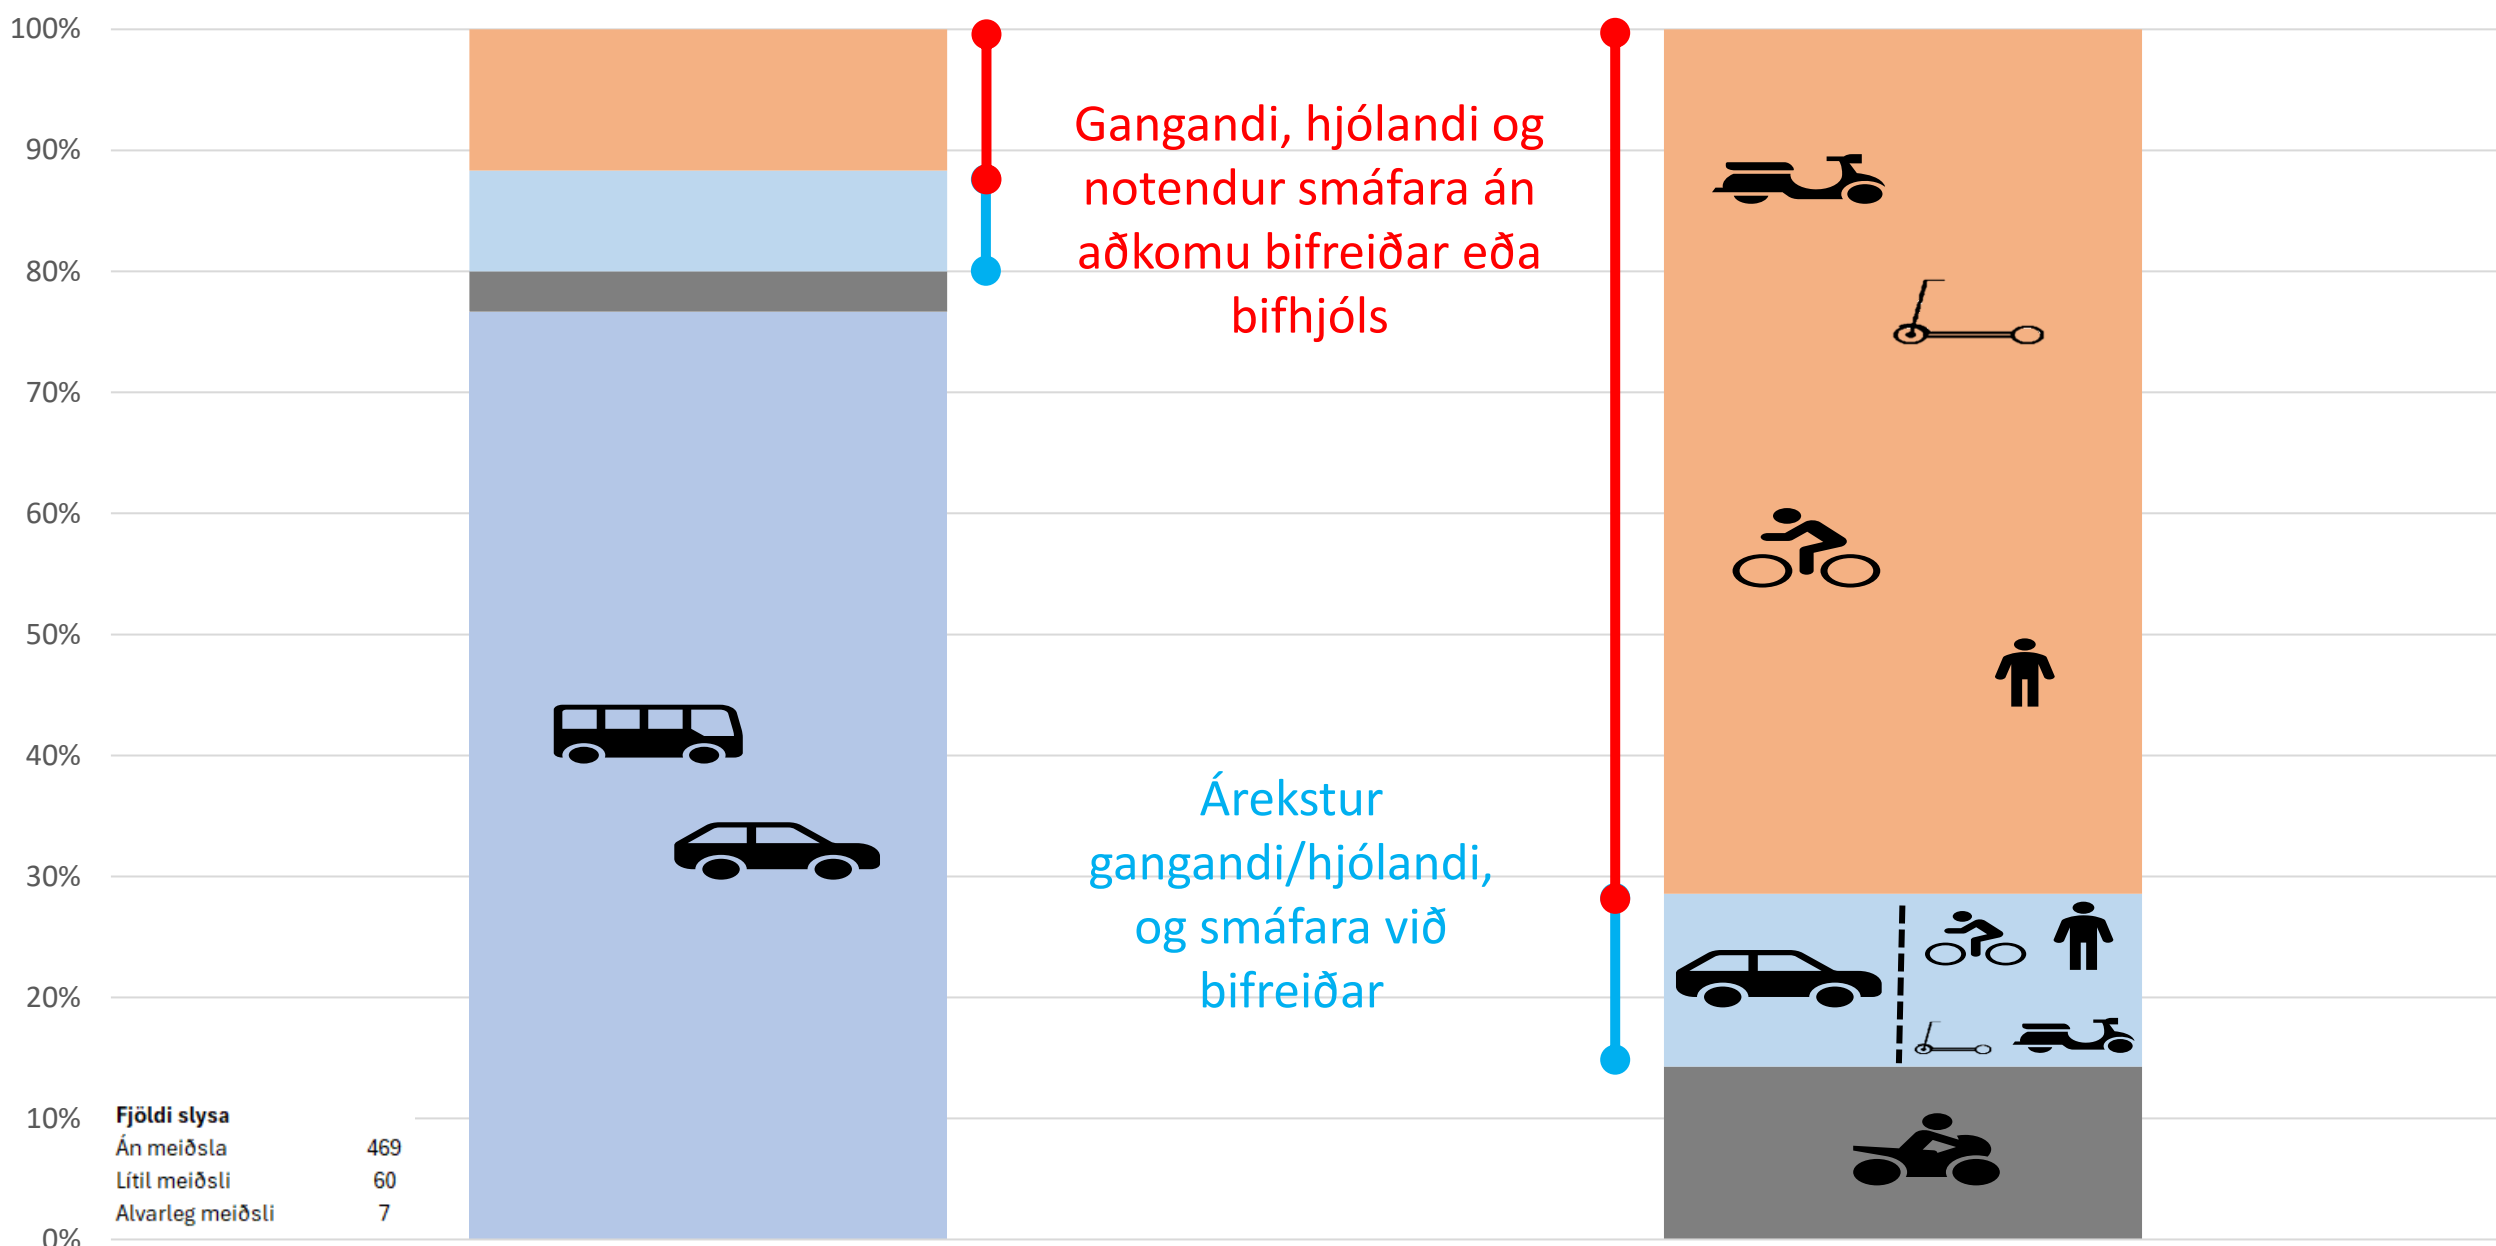 100%
90%
80%
70%
60%
50%
40%
30%
20%
10%
0%
Gangandi, hjólandi og
notendur smáfara án
aðkomu bifreiðar eða
bifhjóls
Árekstur
gangandi/hjólandi,
og smáfara við
bifreiðar
Fjöldi slysa
Án meiðsla 469
Lítil meiðsli 60
Alvarleg meiðsli 7